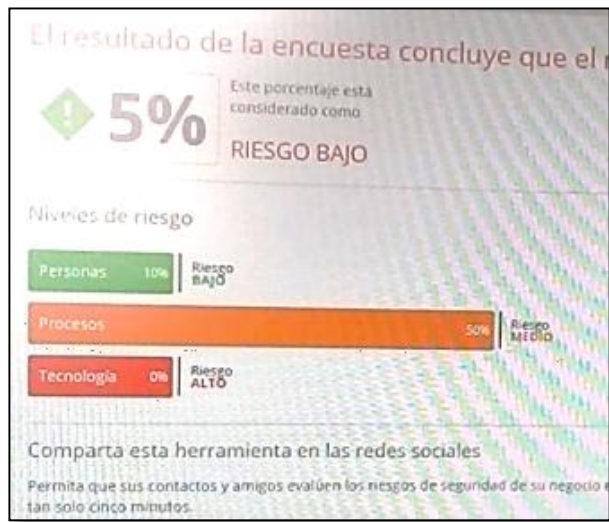 El resultado de la encuesta concluye que el
5%
Este porcentaje está
considerado como
RIESGO BAJO
Niveles de riesgo
Personas 10% Riesgo
BAJO
Procesos 50% Riesgo
MEDIO
Tecnología 0% Riesgo
ALTO
Comparta esta herramienta en las redes sociales
Permita que sus contactos y amigos evalúen los riesgos de seguridad de su negocio
tan solo cinco minutos.